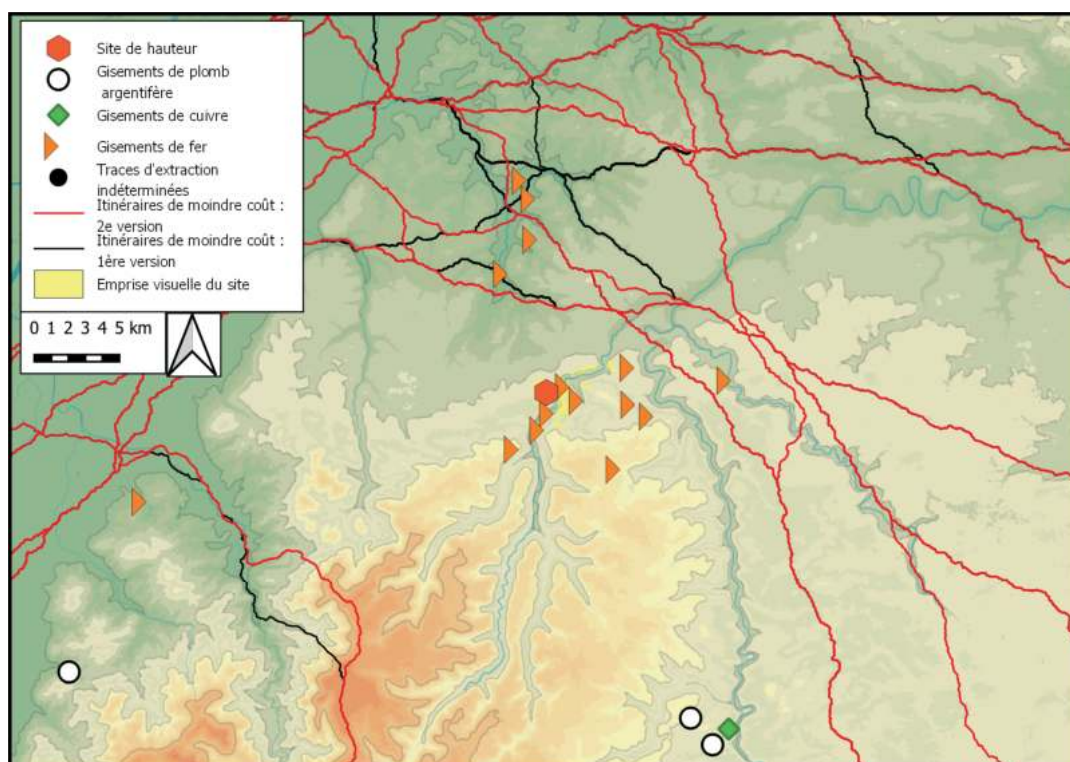 Site de hauteur
Gisements de plomb
argentifère
Gisements de cuivre
Gisements de fer
Traces d'extraction
indéterminées
Itinéraires de moindre coût :
2e version
Itinéraires de moindre coût :
1ère version
Emprise visuelle du site
0 1 2 3 4 5 km